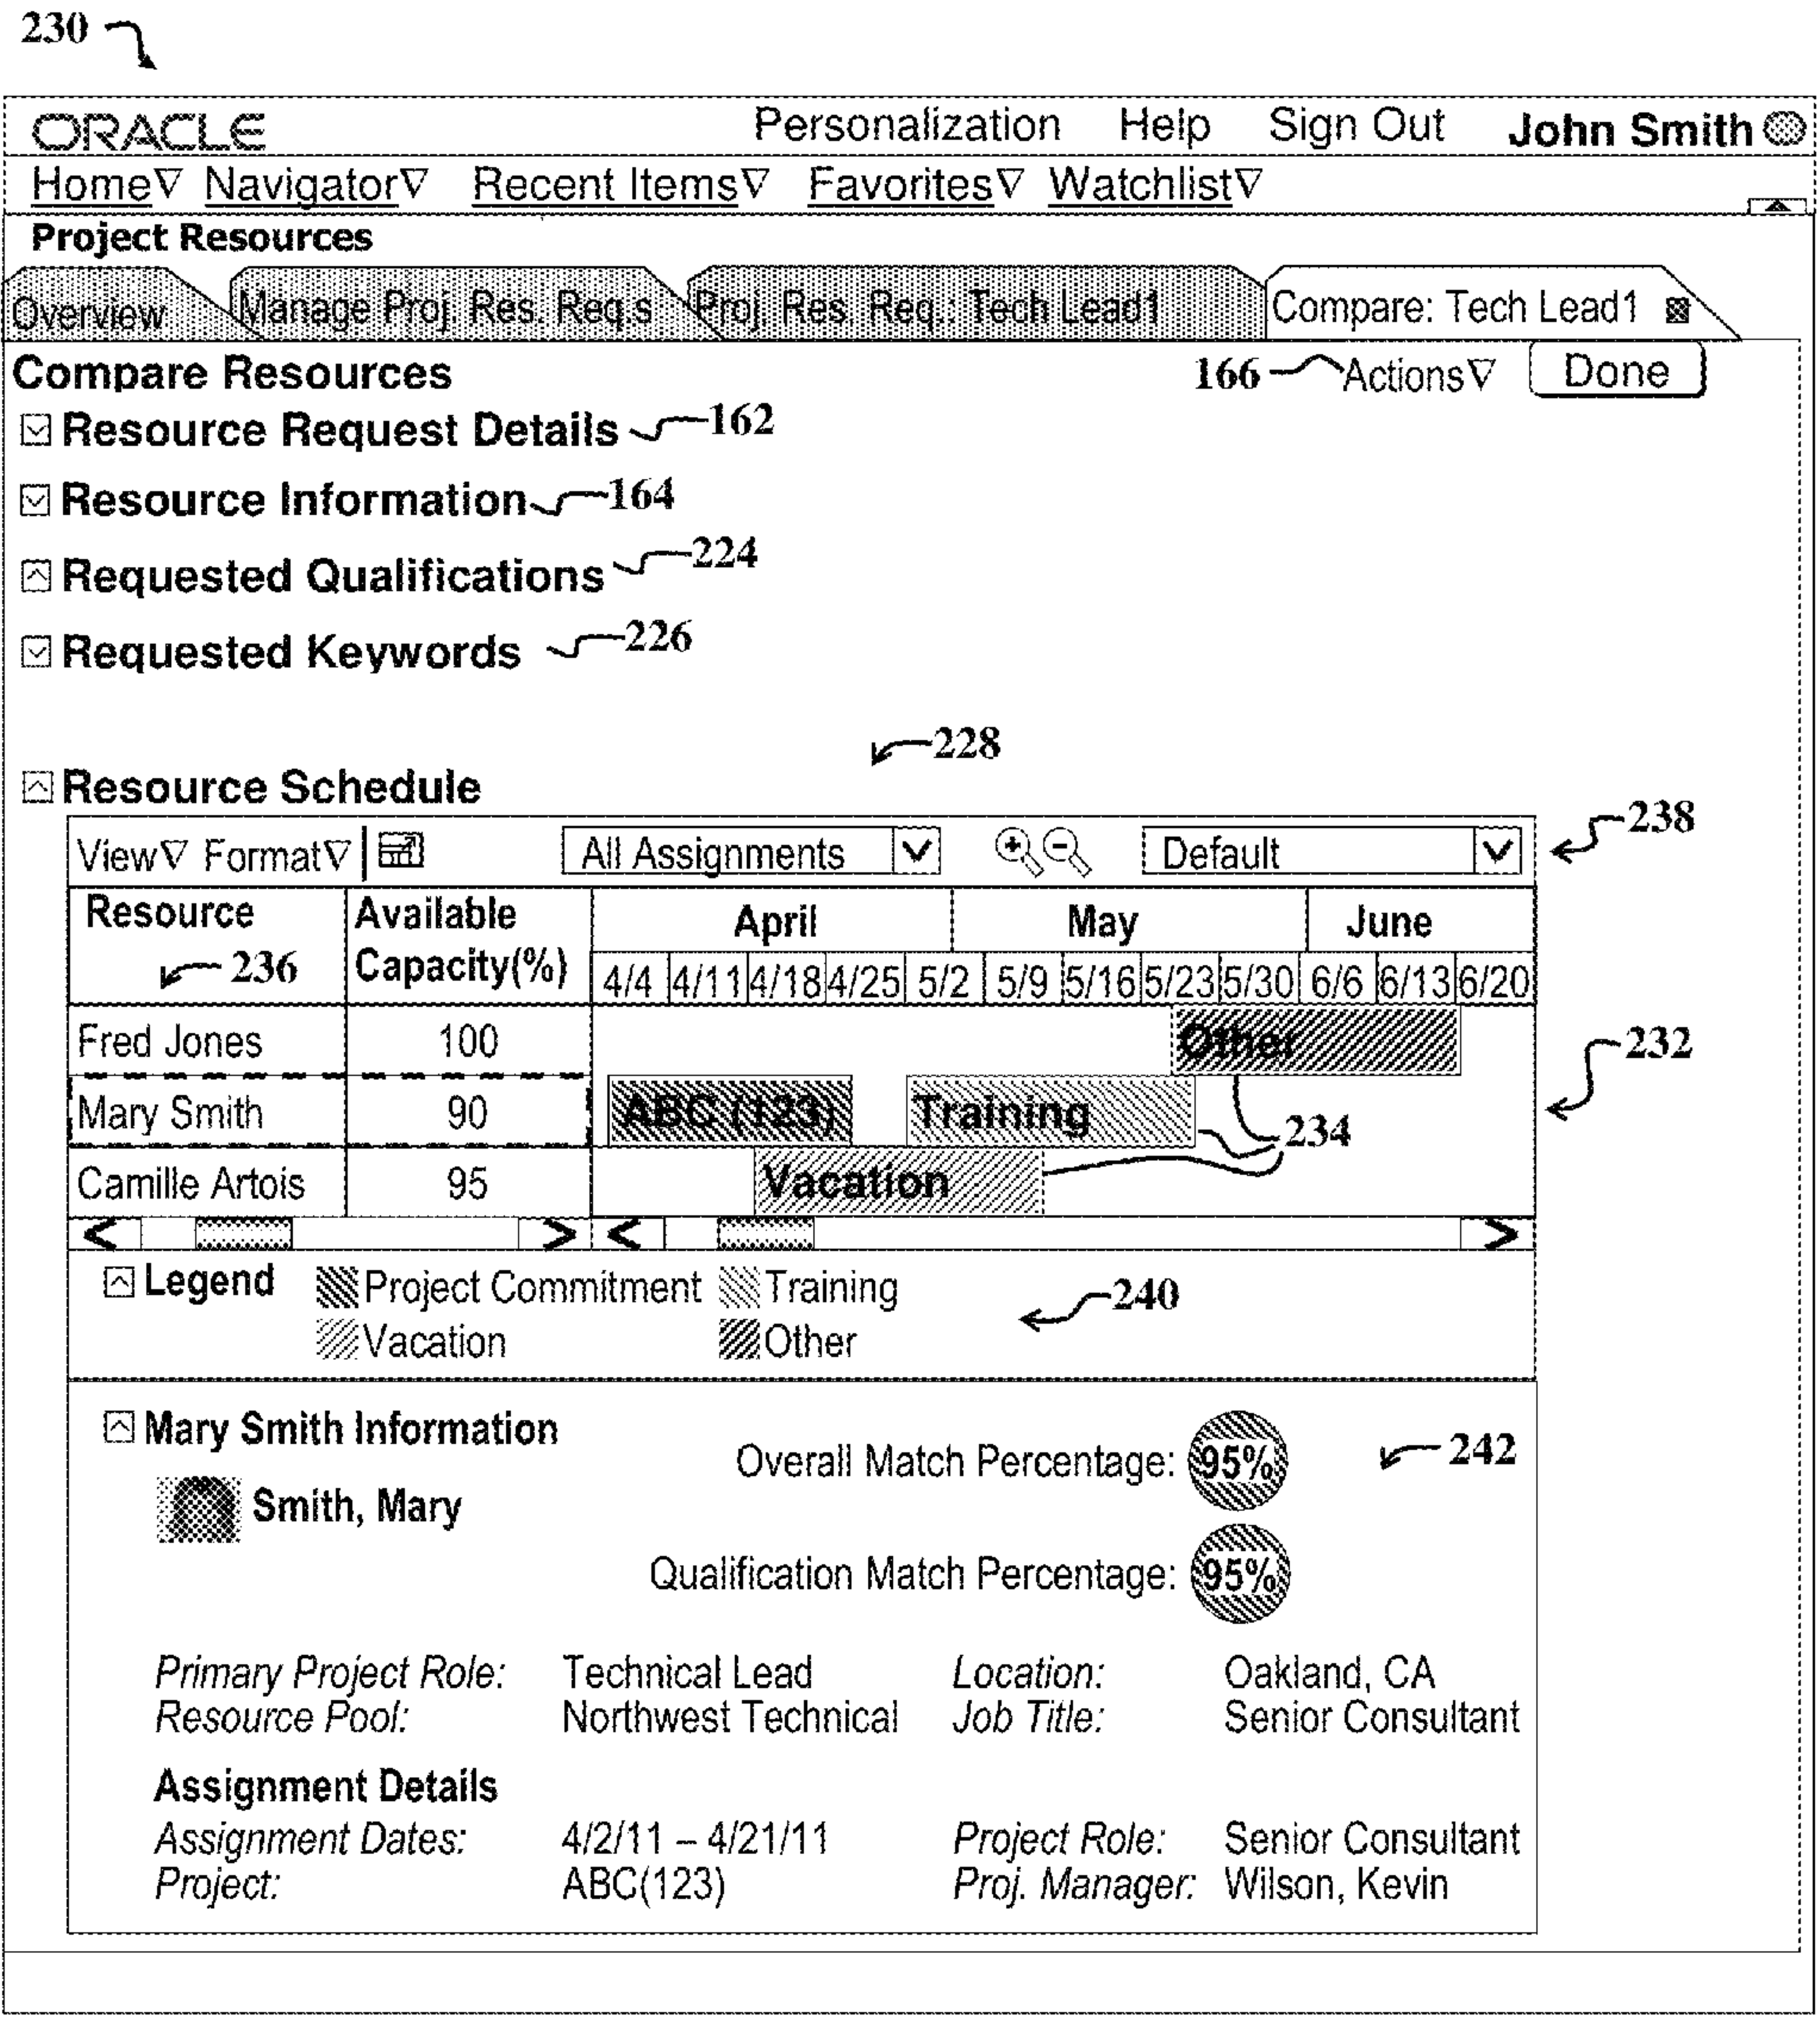 230
ORACLE Personalization Help Sign Out John Smith
Home Navigator Recent Items Favorites Watchlist
Project Resources
Overview Manage Proj. Res. Req.s Proj. Res. Req.: Tech Lead1 Compare: Tech Lead1
Compare Resources 166 Actions Done
Resource Request Details 162
Resource Information 164
Requested Qualifications 224
Requested Keywords 226
228
Resource Schedule
238
View Format All Assignments Default
Resource Available April May June
236 Capacity(%) 4/4 4/11 4/18 4/25 5/2 5/9 5/16 5/23 5/30 6/6 6/13 6/20
Fred Jones 100 Other 232
Mary Smith 90 ABC (123) Training 234
Camille Artois 95 Vacation
Legend Project Commitment Training 240
Vacation Other
Mary Smith Information
Overall Match Percentage: 95% 242
Smith, Mary
Qualification Match Percentage: 95%
Primary Project Role: Technical Lead Location: Oakland, CA
Resource Pool: Northwest Technical Job Title: Senior Consultant
Assignment Details
Assignment Dates: 4/2/11 – 4/21/11 Project Role: Senior Consultant
Project: ABC(123) Proj. Manager: Wilson, Kevin